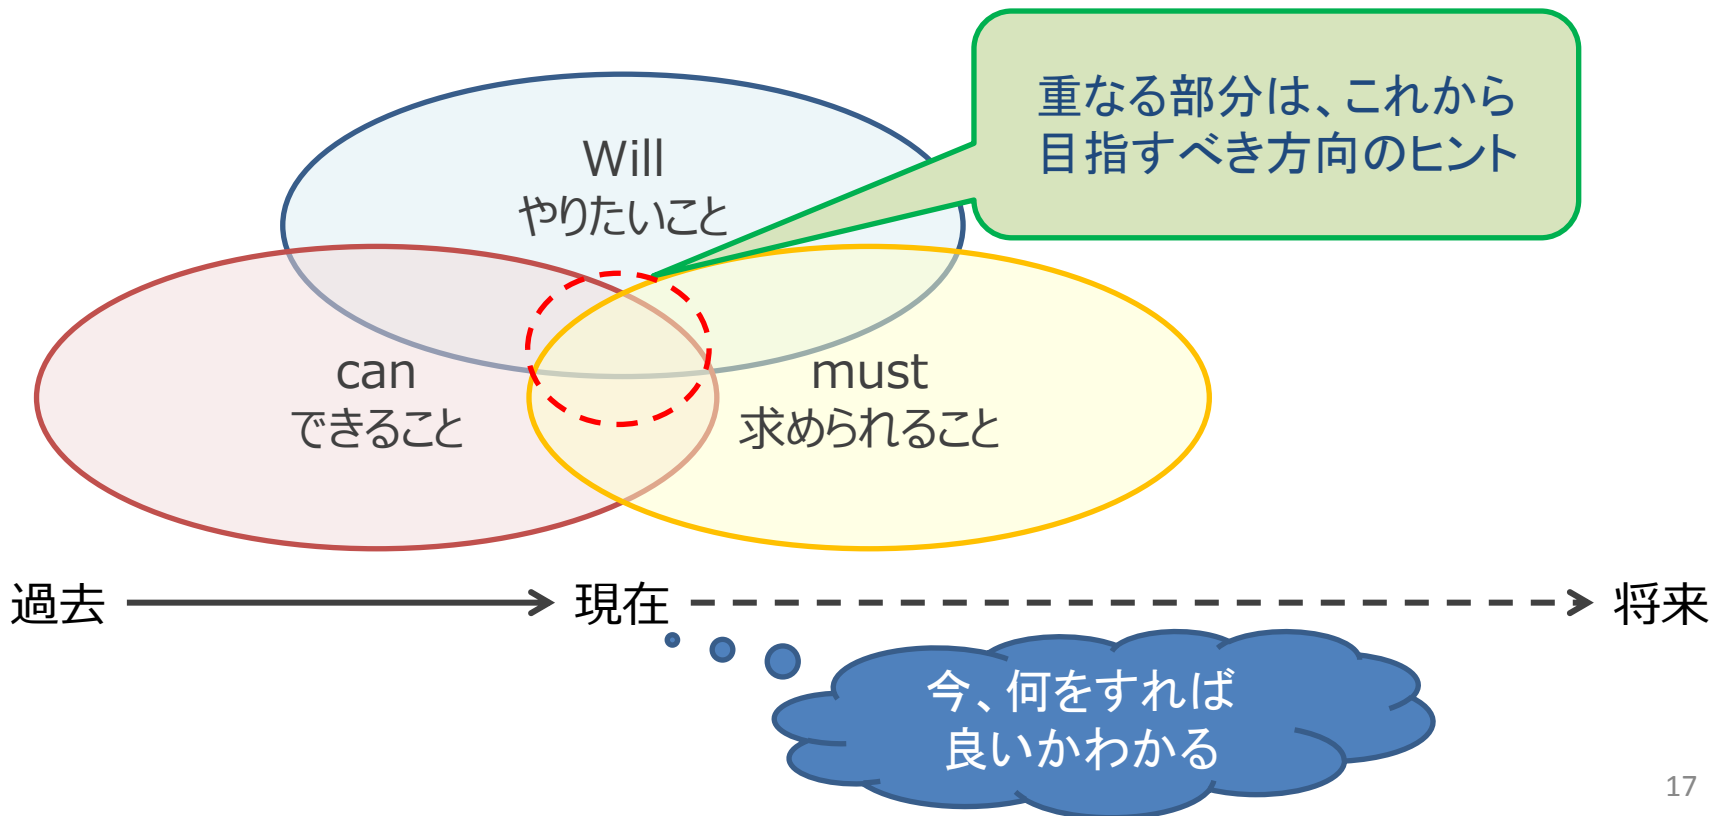 重なる部分は、これから
目指すべき方向のヒント
Will
やりたいこと
can
できること
must
求められること
過去
現在
将来
今、何をすれば
良いかわかる
17